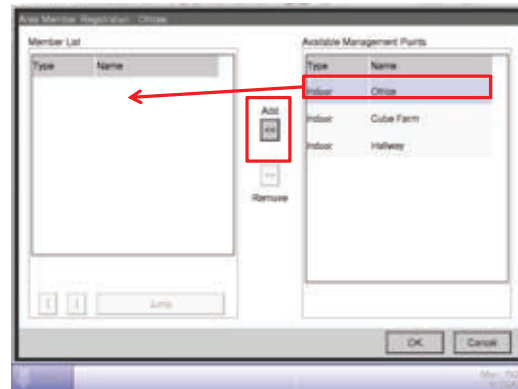 Area Member Registration : Offices
Member List
Available Management Points
Type Name
Type Name
Indoor Office
Add
<<
Indoor Cube Farm
Indoor Hallway
>>
Remove
Jump
OK Cancel